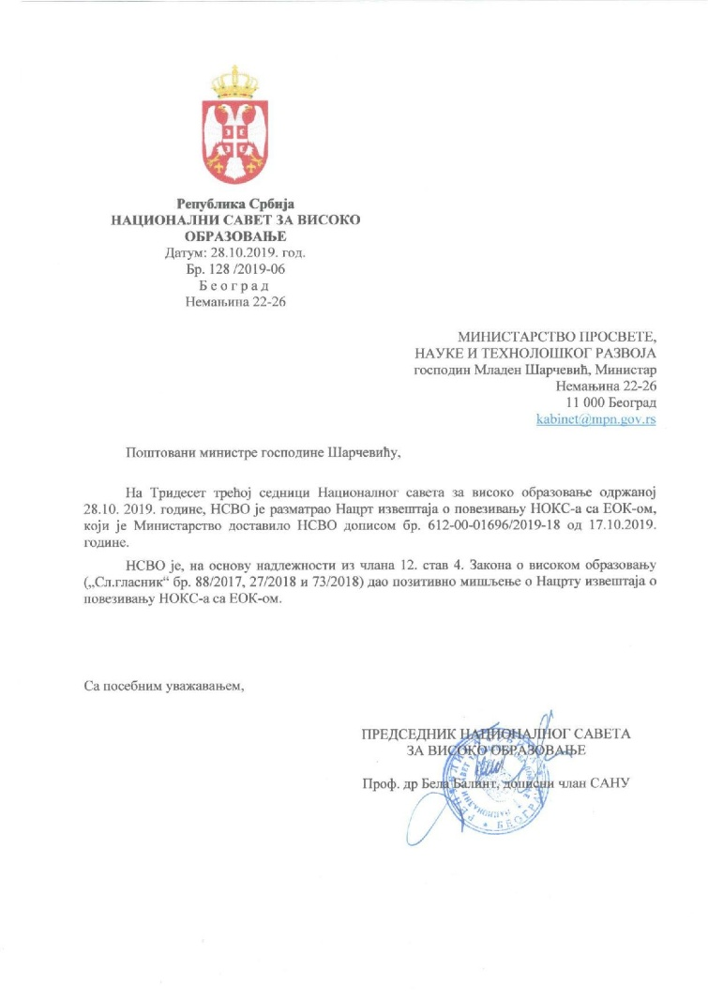 Република Србија
НАЦИОНАЛНИ САВЕТ ЗА ВИСОКО
ОБРАЗОВАЊЕ
Датум: 28.10.2019. год.
Бр. 128 /2019-06
Б е о г р а д
Немањина 22-26
МИНИСТАРСТВО ПРОСВЕТЕ,
НАУКЕ И ТЕХНОЛОШКОГ РАЗВОЈА
господин Младен Шарчевић, Министар
Немањина 22-26
11 000 Београд
kabinet@mpn.gov.rs
Поштовани министре господине Шарчевићу,
На Тридесет трећој седници Националног савета за високо образовање одржаној
28.10. 2019. године, НСВО је разматрао Нацрт извештаја о повезивању НОКС-а са ЕОК-ом,
који је Министарство доставило НСВО дописом бр. 612-00-01696/2019-18 од 17.10.2019.
године.
НСВО је, на основу надлежности из члана 12. став 4. Закона о високом образовању
(„Сл.гласник“ бр. 88/2017, 27/2018 и 73/2018) дао позитивно мишљење о Нацрту извештаја о
повезивању НОКС-а са ЕОК-ом.
Са посебним уважавањем,
ПРЕДСЕДНИК НАЦИОНАЛНОГ САВЕТА
ЗА ВИСОКО ОБРАЗОВАЊЕ
Проф. др Бела Балинт, дописни члан САНУ